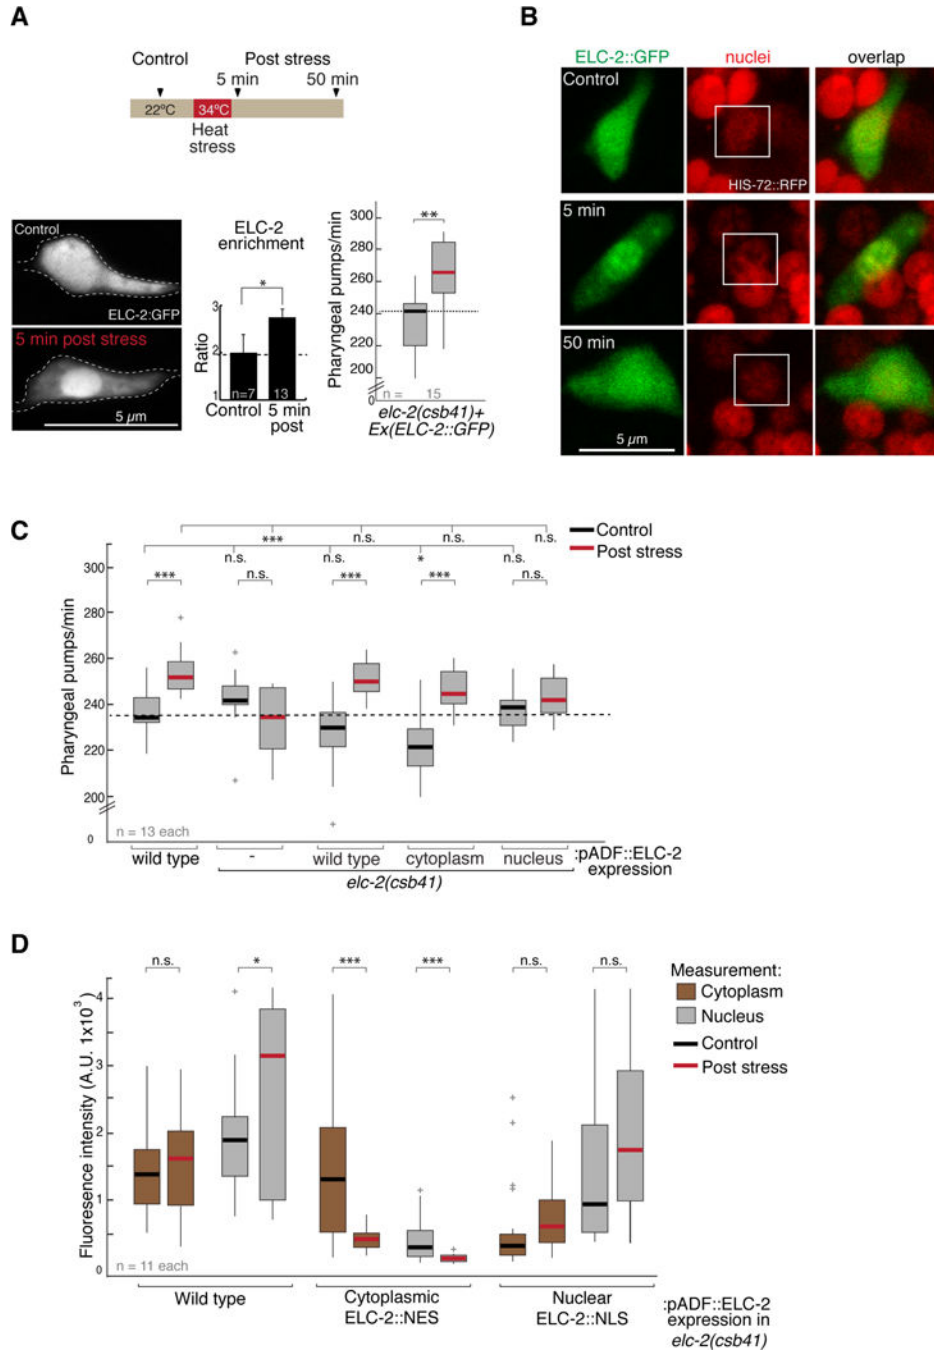 A
Control
Post stress
5 min
50 min
22ºC
34ºC
Heat
stress
Control
ELC-2:GFP
5 min post stress
5 µm
ELC-2
enrichment
*
Ratio
3
2
1
n=7
13
Control
5 min
post
**
Pharyngeal pumps/min
300
280
260
240
220
200
0
n =
15
elc-2(csb41)+
Ex(ELC-2::GFP)
B
ELC-2::GFP
nuclei
overlap
Control
HIS-72::RFP
5 min
50 min
5 µm
C
Control
Post stress
*** n.s. n.s. n.s.
n.s. n.s. * n.s.
*** n.s. *** *** n.s.
Pharyngeal pumps/min
300
280
260
240
220
200
0
n = 13 each
wild type
-
wild type
cytoplasm
nucleus
:pADF::ELC-2
expression
elc-2(csb41)
D
n.s. * *** *** n.s. n.s.
Measurement:
Cytoplasm
Nucleus
Control
Post stress
Fluoresence intensity (A.U. 1x10³)
4
3
2
1
0
n = 11 each
Wild type
Cytoplasmic
ELC-2::NES
Nuclear
ELC-2::NLS
:pADF::ELC-2
expression in
elc-2(csb41)